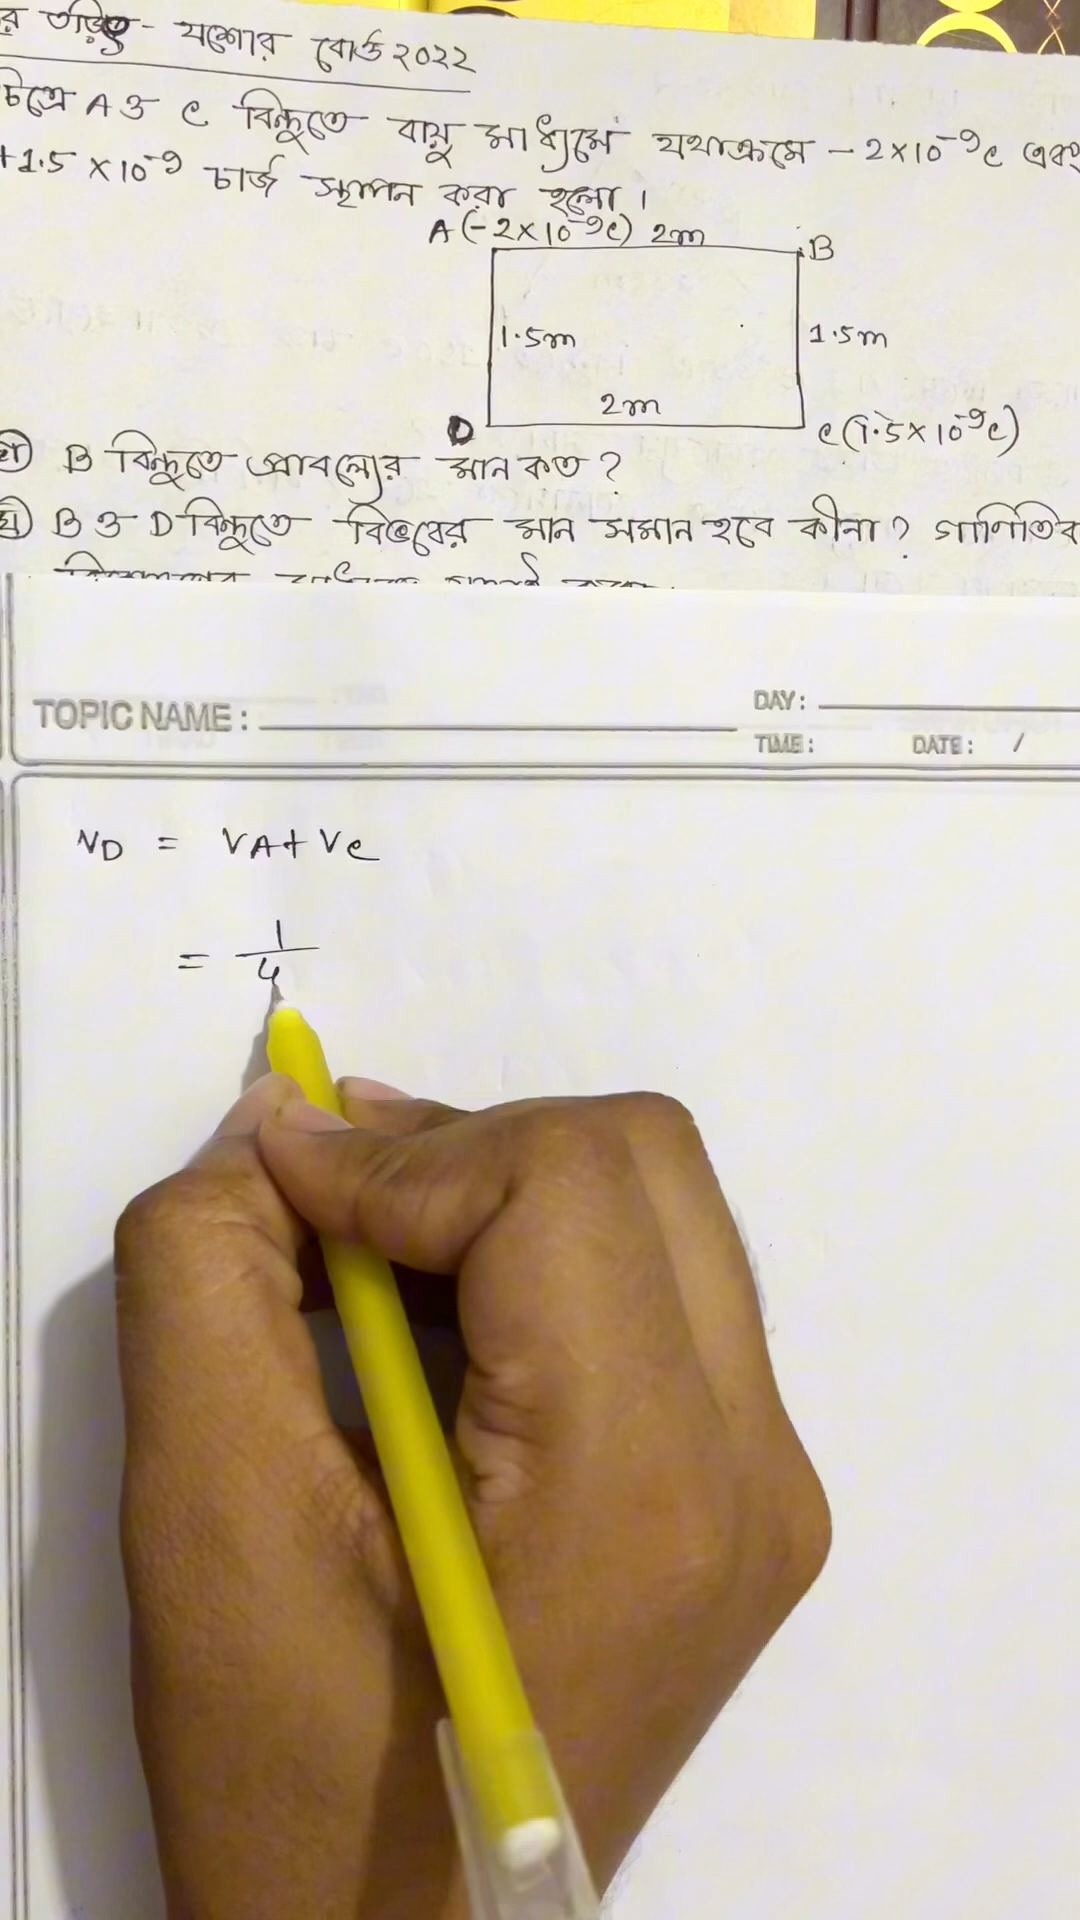 র তড়িৎ - যশোর বোর্ড ২০২২
চিত্রে A ও C বিন্দুতে বায়ু মাধ্যমে যথাক্রমে - 2×10⁻⁹C এবং
+1.5 ×10⁻⁹ চার্জ স্থাপন করা হলো।
A(-2×10⁻⁹C) 2m B
1.5m 1.5m
2m
D C(1.5×10⁻⁹C)
গ) B বিন্দুতে প্রাবল্যের মান কত ?
ঘ) B ও D বিন্দুতে বিভবের মান সমান হবে কীনা? গাণিতিক
TOPIC NAME :
DAY :
TIME : DATE : /
VD = VA + VC
= 1/4